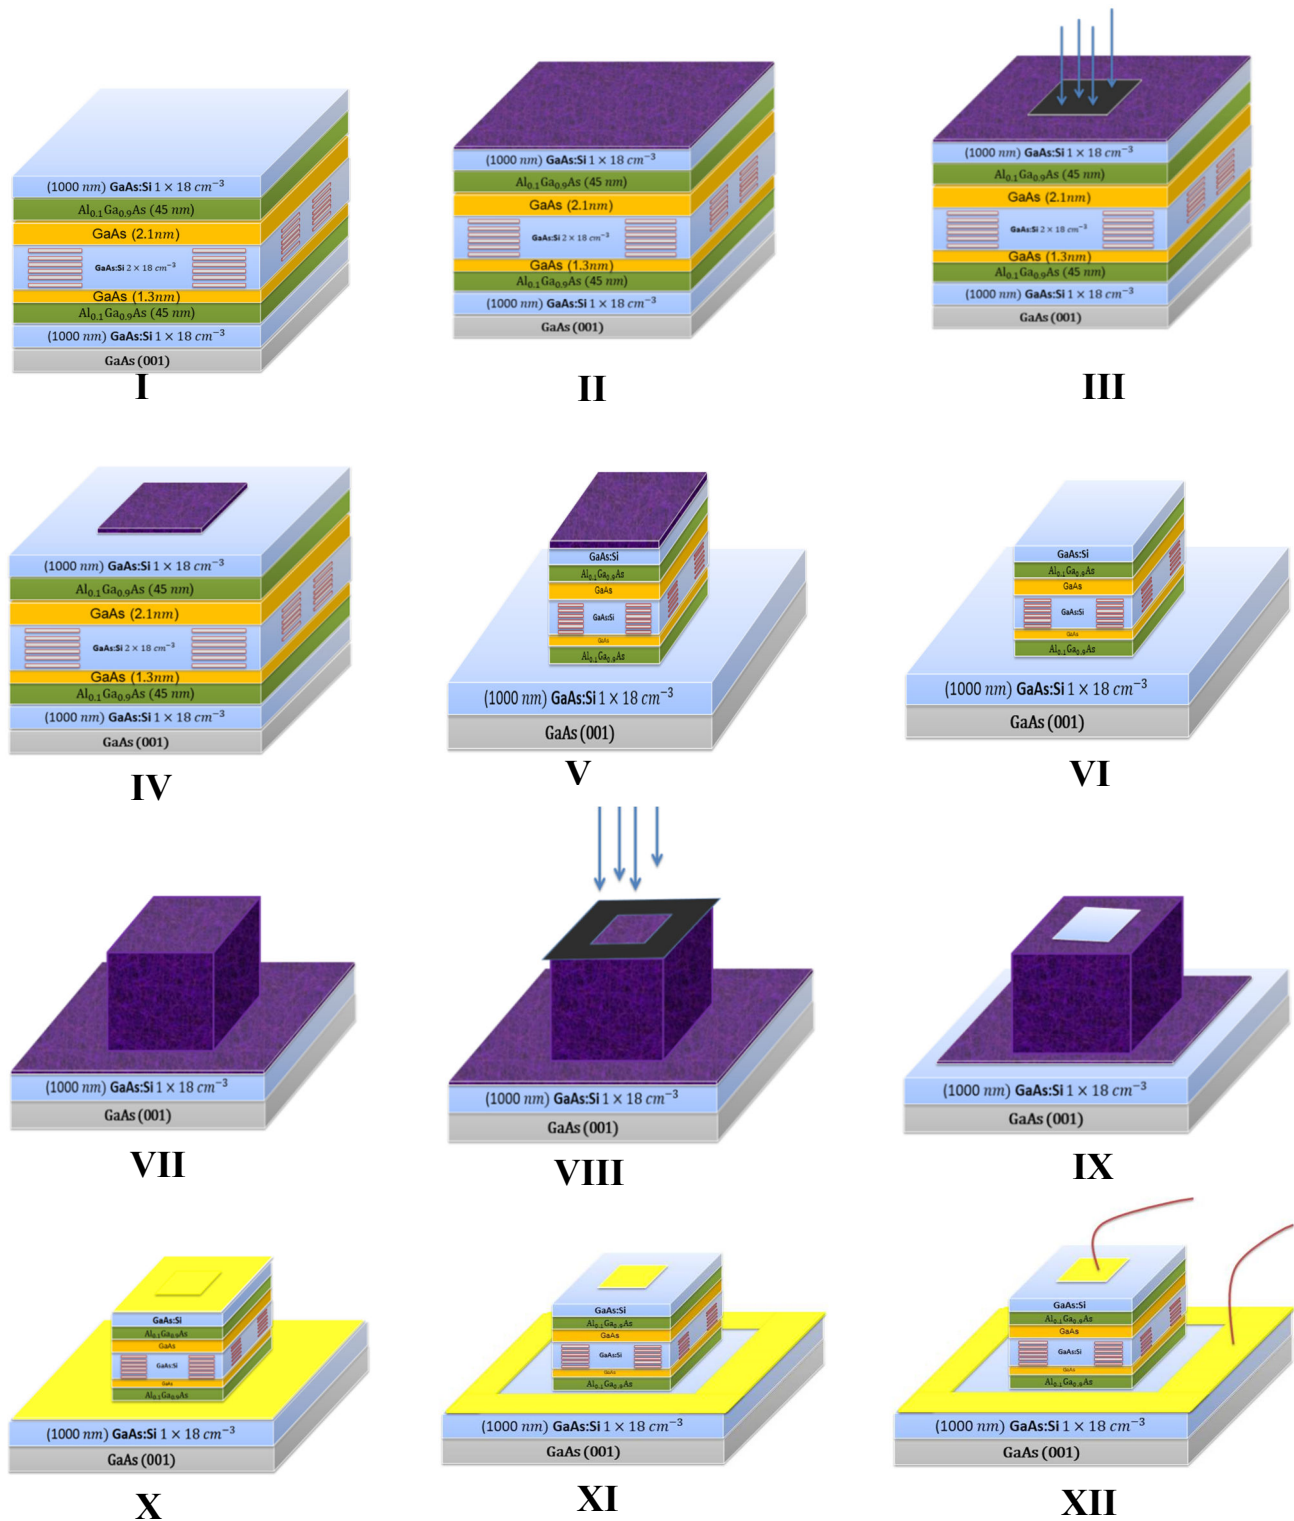 (1000 nm) GaAs:Si 1 × 18 cm⁻³
Al₀.₁Ga₀.₉As (45 nm)
GaAs (2.1nm)
GaAs:Si 2 × 18 cm⁻³
GaAs (1.3nm)
Al₀.₁Ga₀.₉As (45 nm)
(1000 nm) GaAs:Si 1 × 18 cm⁻³
GaAs (001)
I
(1000 nm) GaAs:Si 1 × 18 cm⁻³
Al₀.₁Ga₀.₉As (45 nm)
GaAs (2.1nm)
GaAs:Si 2 × 18 cm⁻³
GaAs (1.3nm)
Al₀.₁Ga₀.₉As (45 nm)
(1000 nm) GaAs:Si 1 × 18 cm⁻³
GaAs (001)
II
(1000 nm) GaAs:Si 1 × 18 cm⁻³
Al₀.₁Ga₀.₉As (45 nm)
GaAs (2.1nm)
GaAs:Si 2 × 18 cm⁻³
GaAs (1.3nm)
Al₀.₁Ga₀.₉As (45 nm)
(1000 nm) GaAs:Si 1 × 18 cm⁻³
GaAs (001)
III
(1000 nm) GaAs:Si 1 × 18 cm⁻³
Al₀.₁Ga₀.₉As (45 nm)
GaAs (2.1nm)
GaAs:Si 2 × 18 cm⁻³
GaAs (1.3nm)
Al₀.₁Ga₀.₉As (45 nm)
(1000 nm) GaAs:Si 1 × 18 cm⁻³
GaAs (001)
IV
GaAs:Si
Al₀.₁Ga₀.₉As
GaAs
GaAs:Si
GaAs
Al₀.₁Ga₀.₉As
(1000 nm) GaAs:Si 1 × 18 cm⁻³
GaAs (001)
V
GaAs:Si
Al₀.₁Ga₀.₉As
GaAs
GaAs:Si
GaAs
Al₀.₁Ga₀.₉As
(1000 nm) GaAs:Si 1 × 18 cm⁻³
GaAs (001)
VI
(1000 nm) GaAs:Si 1 × 18 cm⁻³
GaAs (001)
VII
(1000 nm) GaAs:Si 1 × 18 cm⁻³
GaAs (001)
VIII
(1000 nm) GaAs:Si 1 × 18 cm⁻³
GaAs (001)
IX
GaAs:Si
Al₀.₁Ga₀.₉As
GaAs
GaAs:Si
GaAs
Al₀.₁Ga₀.₉As
(1000 nm) GaAs:Si 1 × 18 cm⁻³
GaAs (001)
X
GaAs:Si
Al₀.₁Ga₀.₉As
GaAs
GaAs:Si
GaAs
Al₀.₁Ga₀.₉As
(1000 nm) GaAs:Si 1 × 18 cm⁻³
GaAs (001)
XI
GaAs:Si
Al₀.₁Ga₀.₉As
GaAs
GaAs:Si
GaAs
Al₀.₁Ga₀.₉As
(1000 nm) GaAs:Si 1 × 18 cm⁻³
GaAs (001)
XII